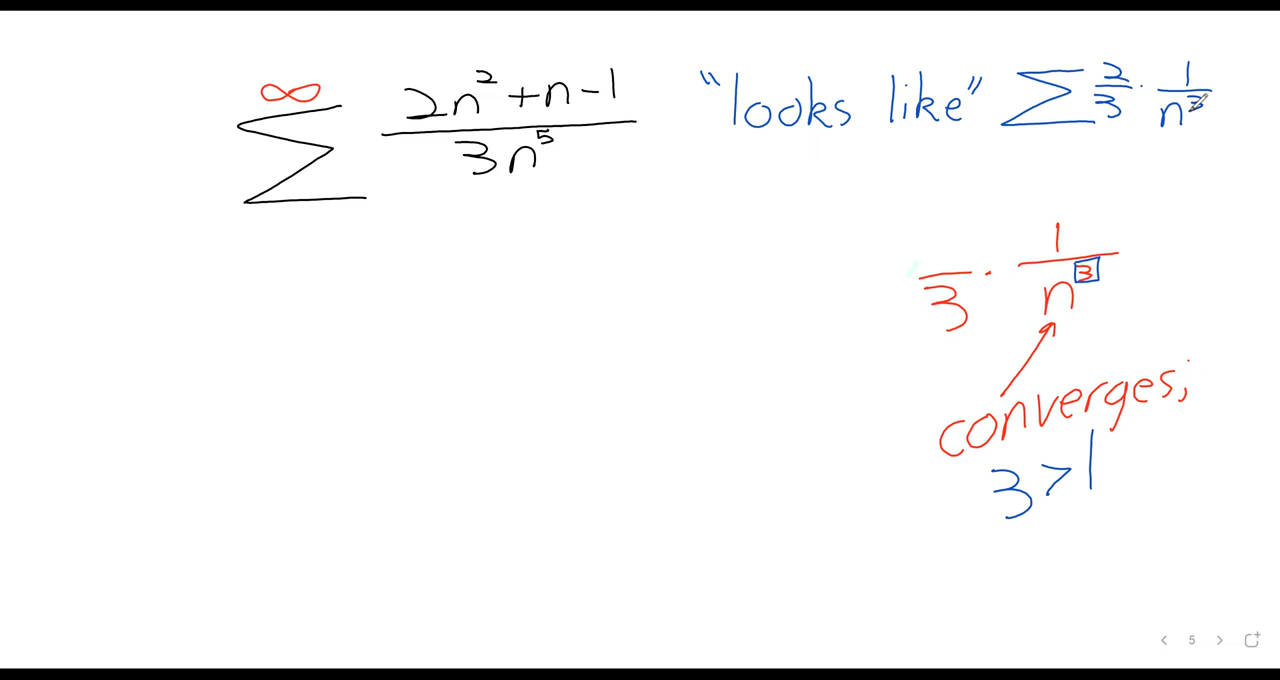 ∞
∑ (2n² + n - 1)/(3n⁵) "looks like" ∑ 2/3 · 1/n³
/3 · 1/n³
converges;
3 > 1
< 5 >